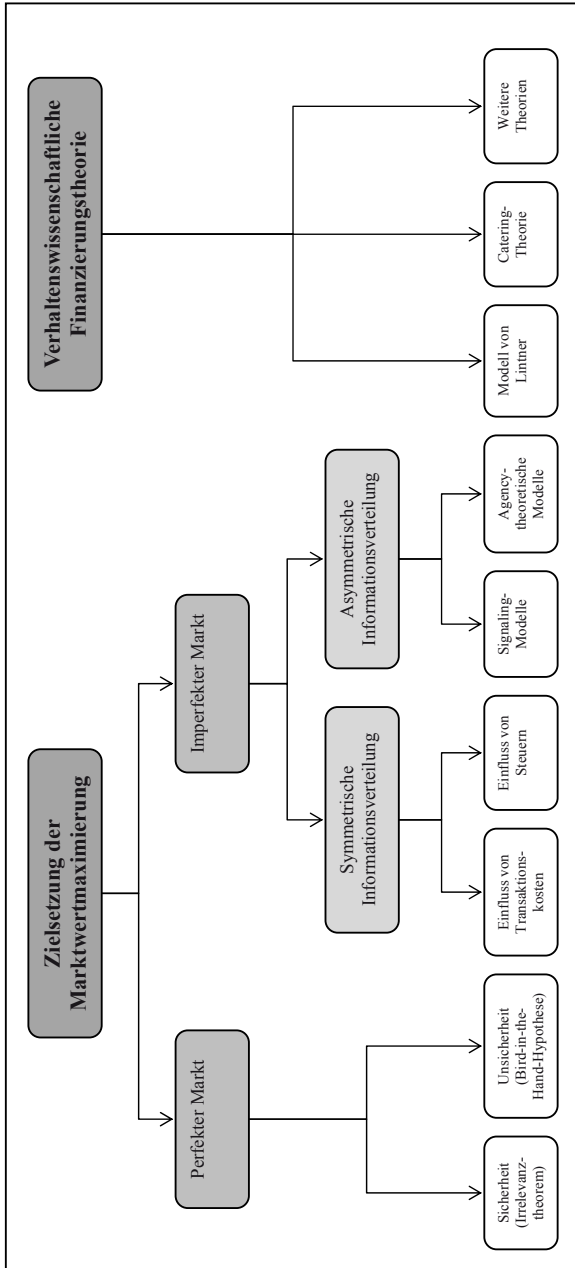 Zielsetzung der
Marktwertmaximierung
Verhaltenswissenschaftliche
Finanzierungstheorie
Perfekter Markt
Imperfekter Markt
Symmetrische
Informationsverteilung
Asymmetrische
Informationsverteilung
Sicherheit
(Irrelevanz-
theorem)
Unsicherheit
(Bird-in-the-
Hand-Hypothese)
Einfluss von
Transaktions-
kosten
Einfluss von
Steuern
Signaling-
Modelle
Agency-
theoretische
Modelle
Modell von
Lintner
Catering-
Theorie
Weitere
Theorien